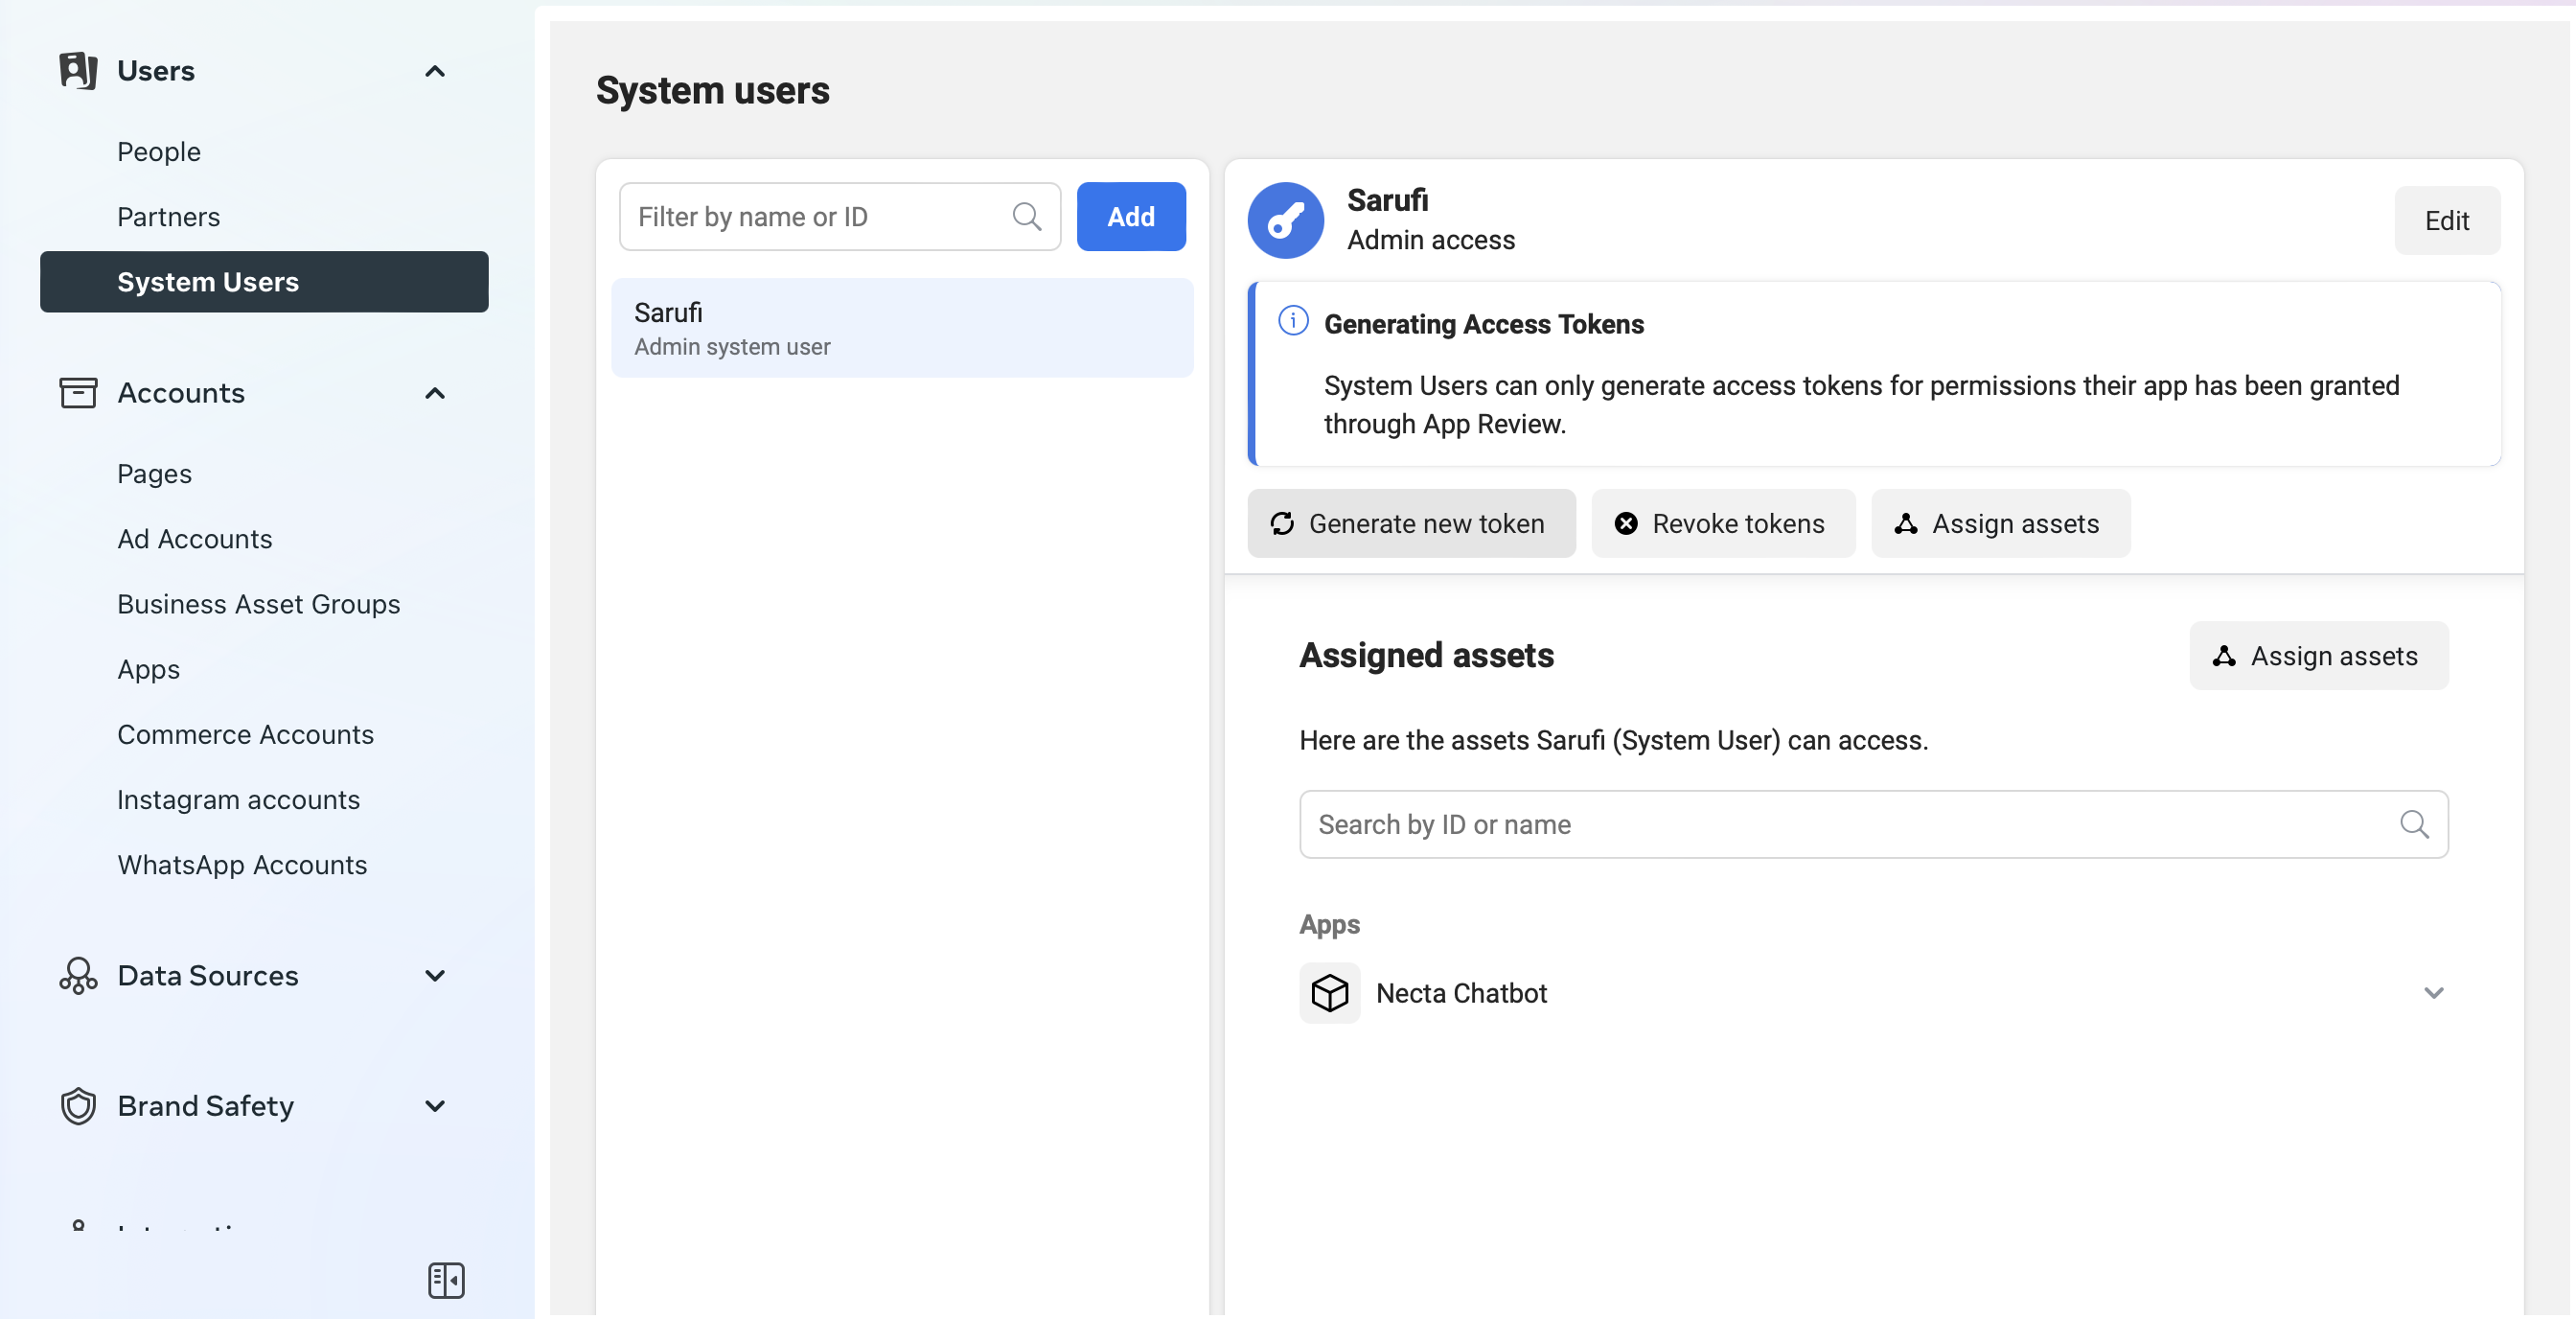 Users
People
Partners
System Users
Accounts
Pages
Ad Accounts
Business Asset Groups
Apps
Commerce Accounts
Instagram accounts
WhatsApp Accounts
Data Sources
Brand Safety
System users
Filter by name or ID
Add
Sarufi
Admin system user
Sarufi
Admin access
Edit
Generating Access Tokens
System Users can only generate access tokens for permissions their app has been granted
through App Review.
Generate new token
Revoke tokens
Assign assets
Assigned assets
Assign assets
Here are the assets Sarufi (System User) can access.
Search by ID or name
Apps
Necta Chatbot